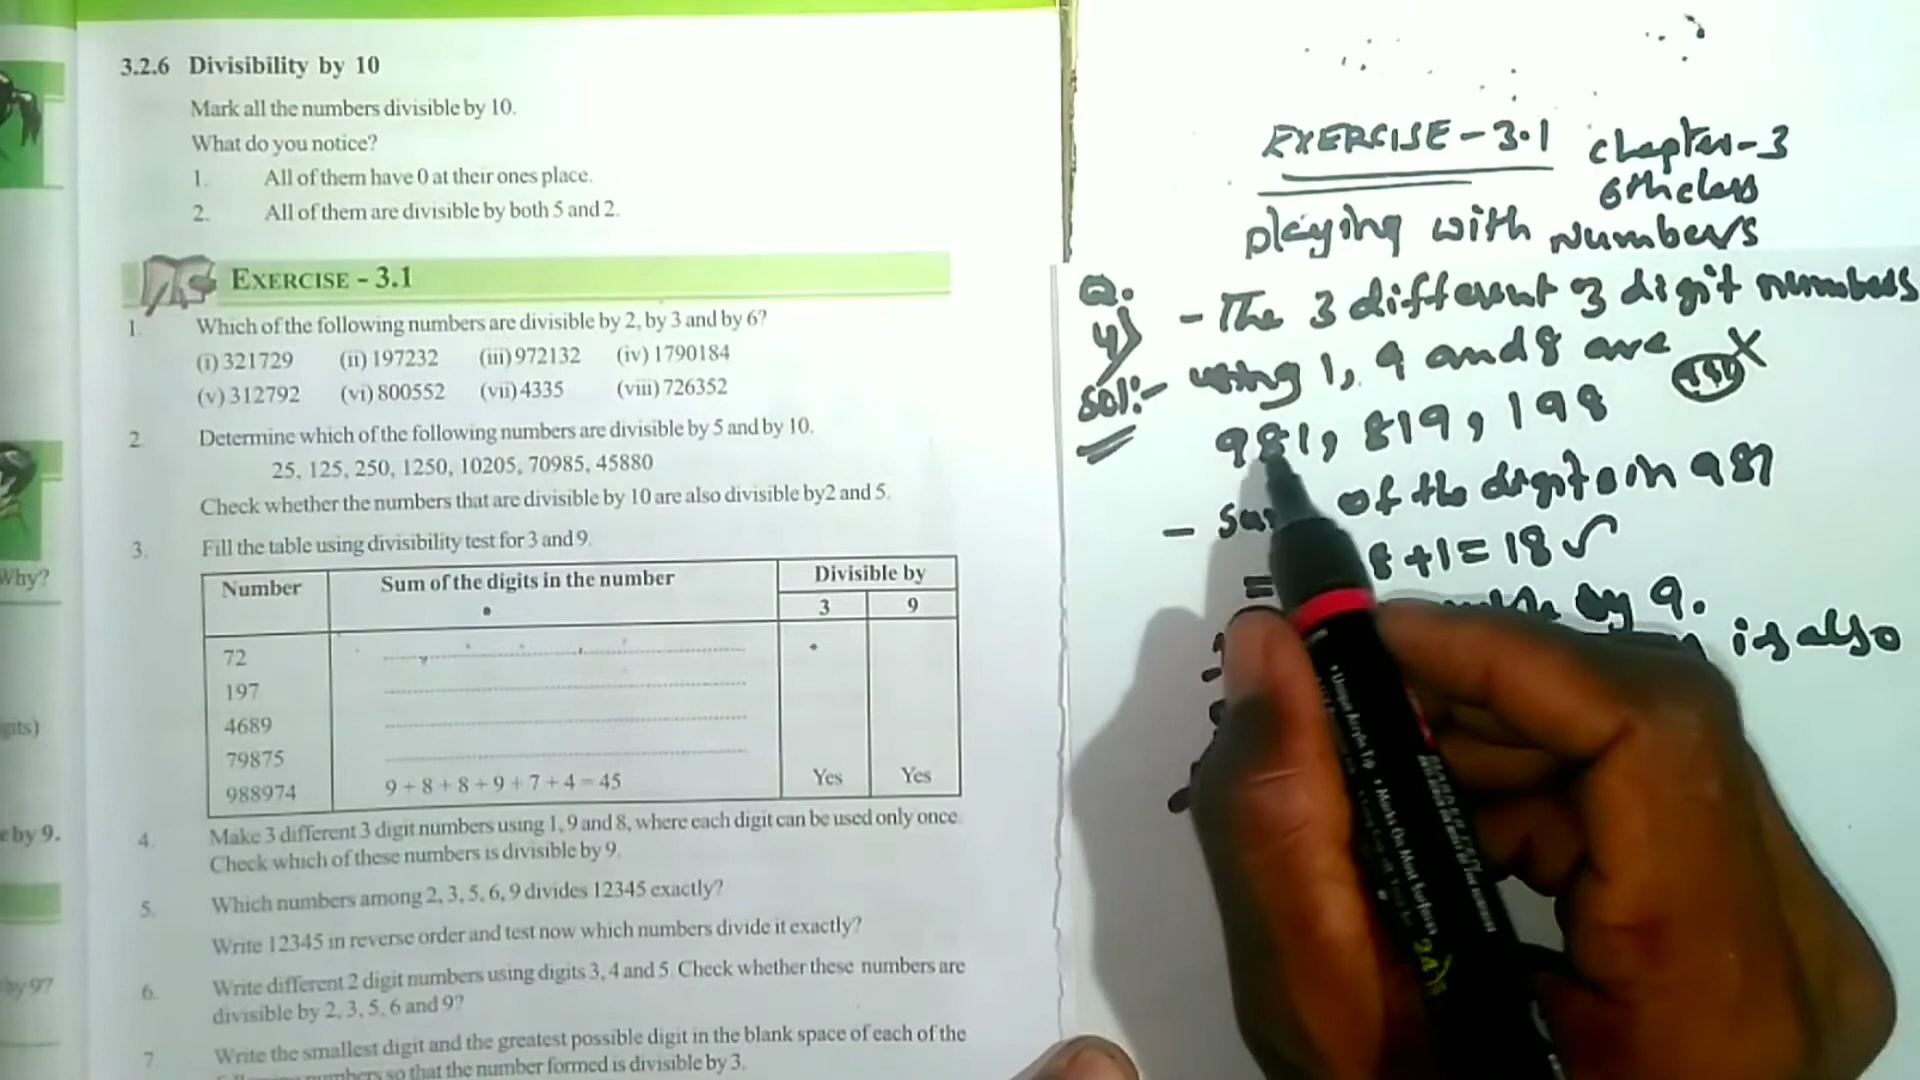 3.2.6 Divisibility by 10
Mark all the numbers divisible by 10.
What do you notice?
1. All of them have 0 at their ones place.
2. All of them are divisible by both 5 and 2.
EXERCISE - 3.1
1. Which of the following numbers are divisible by 2, by 3 and by 6?
(i) 321729 (ii) 197232 (iii) 972132 (iv) 1790184
(v) 312792 (vi) 800552 (vii) 4335 (viii) 726352
2. Determine which of the following numbers are divisible by 5 and by 10.
25, 125, 250, 1250, 10205, 70985, 45880
Check whether the numbers that are divisible by 10 are also divisible by2 and 5.
3. Fill the table using divisibility test for 3 and 9.
Number Sum of the digits in the number Divisible by
3 9
72
197
4689
79875
988974 9 + 8 + 8 + 9 + 7 + 4 = 45 Yes Yes
4. Make 3 different 3 digit numbers using 1, 9 and 8, where each digit can be used only once.
Check which of these numbers is divisible by 9.
5. Which numbers among 2, 3, 5, 6, 9 divides 12345 exactly?
Write 12345 in reverse order and test now which numbers divide it exactly?
6. Write different 2 digit numbers using digits 3, 4 and 5. Check whether these numbers are
divisible by 2, 3, 5, 6 and 9?
7. Write the smallest digit and the greatest possible digit in the blank space of each of the
numbers so that the number formed is divisible by 3.
Why?
e by 9.
by 9?
EXERCISE - 3.1 chapter-3
6th class
playing with Numbers
Q. 4) - The 3 different 3 digit numbers
Sol:- using 1, 9 and 8 are
981, 819, 198
- of the digits in 981
8 + 1 = 18 ✓
by 9.
is also